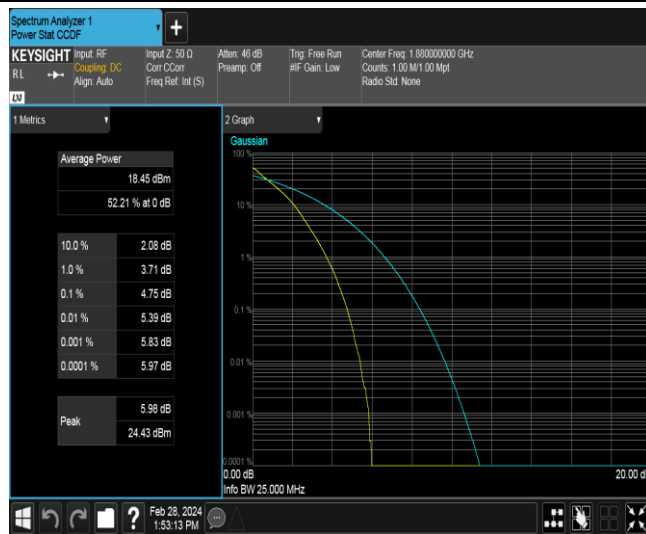 Spectrum Analyzer 1
Power Stat CCDF
+
KEYSIGHT
RL
LXI
Input: RF
Coupling: DC
Align: Auto
Input Z: 50 Ω
Corr CCorr
Freq Ref: Int (S)
Atten: 46 dB
Preamp: Off
Trig: Free Run
#IF Gain: Low
Center Freq: 1.880000000 GHz
Counts: 1.00 M/1.00 Mpt
Radio Std: None
1 Metrics
Average Power
18.45 dBm
52.21 % at 0 dB
10.0 % 2.08 dB
1.0 % 3.71 dB
0.1 % 4.75 dB
0.01 % 5.39 dB
0.001 % 5.83 dB
0.0001 % 5.97 dB
Peak
5.98 dB
24.43 dBm
2 Graph
Gaussian
100 %
10 %
1 %
0.1 %
0.01 %
0.001 %
0.0001 %
0.00 dB
20.00 d
Info BW 25.000 MHz
?
Feb 28, 2024
1:53:13 PM